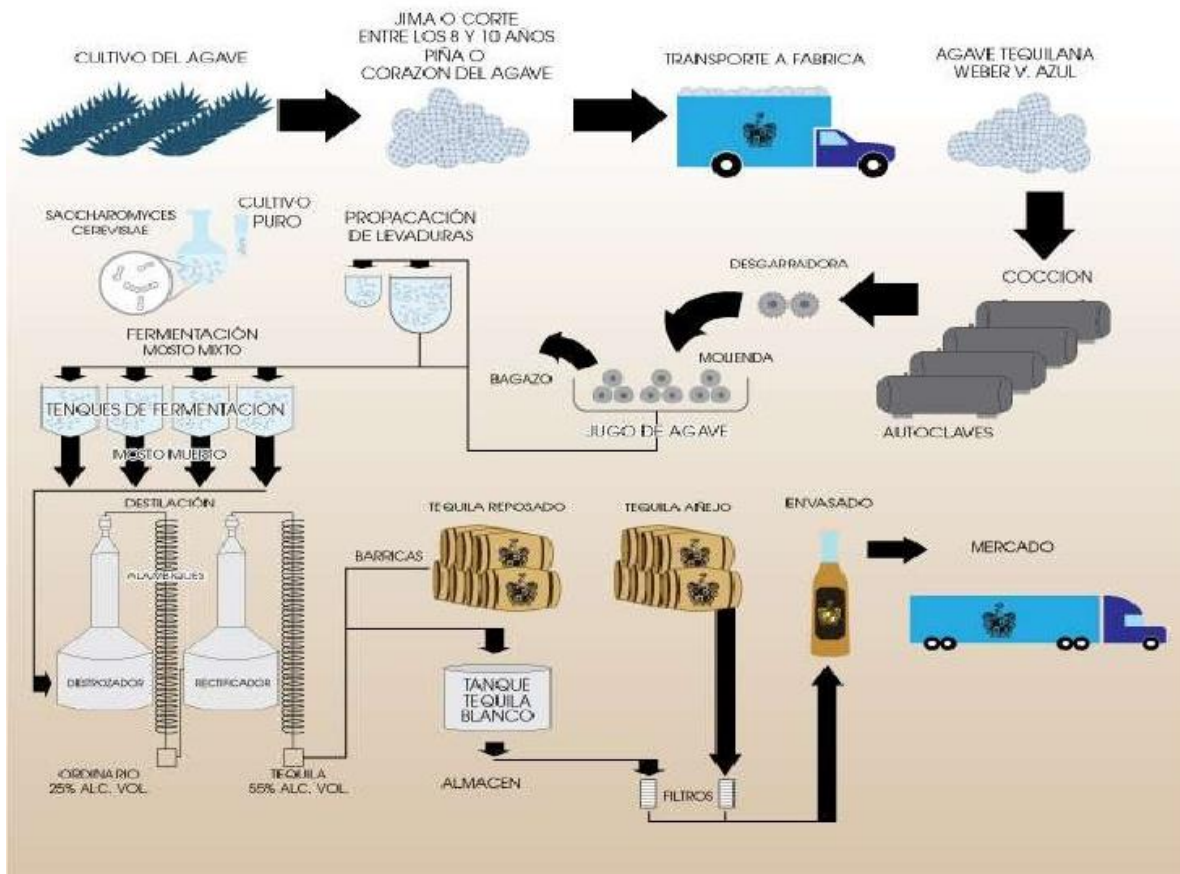 CULTIVO DEL AGAVE
JIMA O CORTE
ENTRE LOS 8 Y 10 AÑOS
PIÑA O
CORAZON DEL AGAVE
TRANSPORTE A FABRICA
AGAVE TEQUILANA
WEBER V. AZUL
SACCHAROMYCES
CEREVISIAE
CULTIVO
PURO
PROPACACIÓN
DE LEVADURAS
DESGARRADORA
COCCION
FERMENTACIÓN
MOSTO MIXTO
BAGAZO
MOLIENDA
TENQUES DE FERMENTACION
JUGO DE AGAVE
AUTOCLAVES
MOSTO MUERTO
DESTILACIÓN
ALAMBIQUES
DESTROZADOR
RECTIFICADOR
ORDINARIO
25% ALC. VOL.
TEQUILA
55% ALC. VOL.
BARRICAS
TEQUILA REPOSADO
TEQUILA AÑEJO
ENVASADO
MERCADO
TANQUE
TEQUILA
BLANCO
ALMACEN
FILTROS